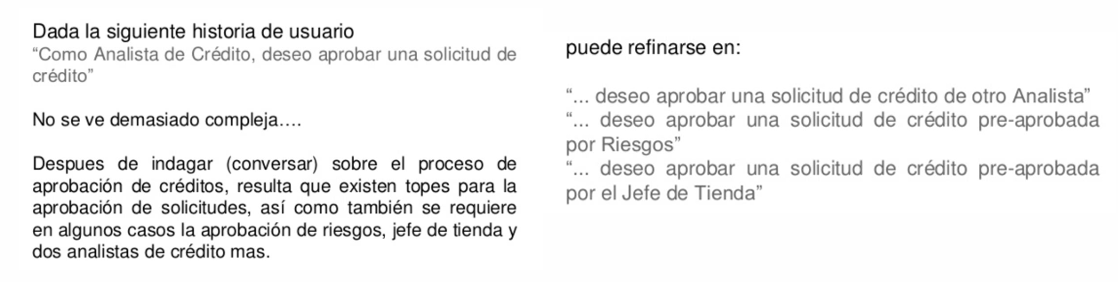 Dada la siguiente historia de usuario
“Como Analista de Crédito, deseo aprobar una solicitud de
crédito”
No se ve demasiado compleja….
Despues de indagar (conversar) sobre el proceso de
aprobación de créditos, resulta que existen topes para la
aprobación de solicitudes, así como también se requiere
en algunos casos la aprobación de riesgos, jefe de tienda y
dos analistas de crédito mas.
puede refinarse en:
“... deseo aprobar una solicitud de crédito de otro Analista”
“... deseo aprobar una solicitud de crédito pre-aprobada
por Riesgos”
“... deseo aprobar una solicitud de crédito pre-aprobada
por el Jefe de Tienda”